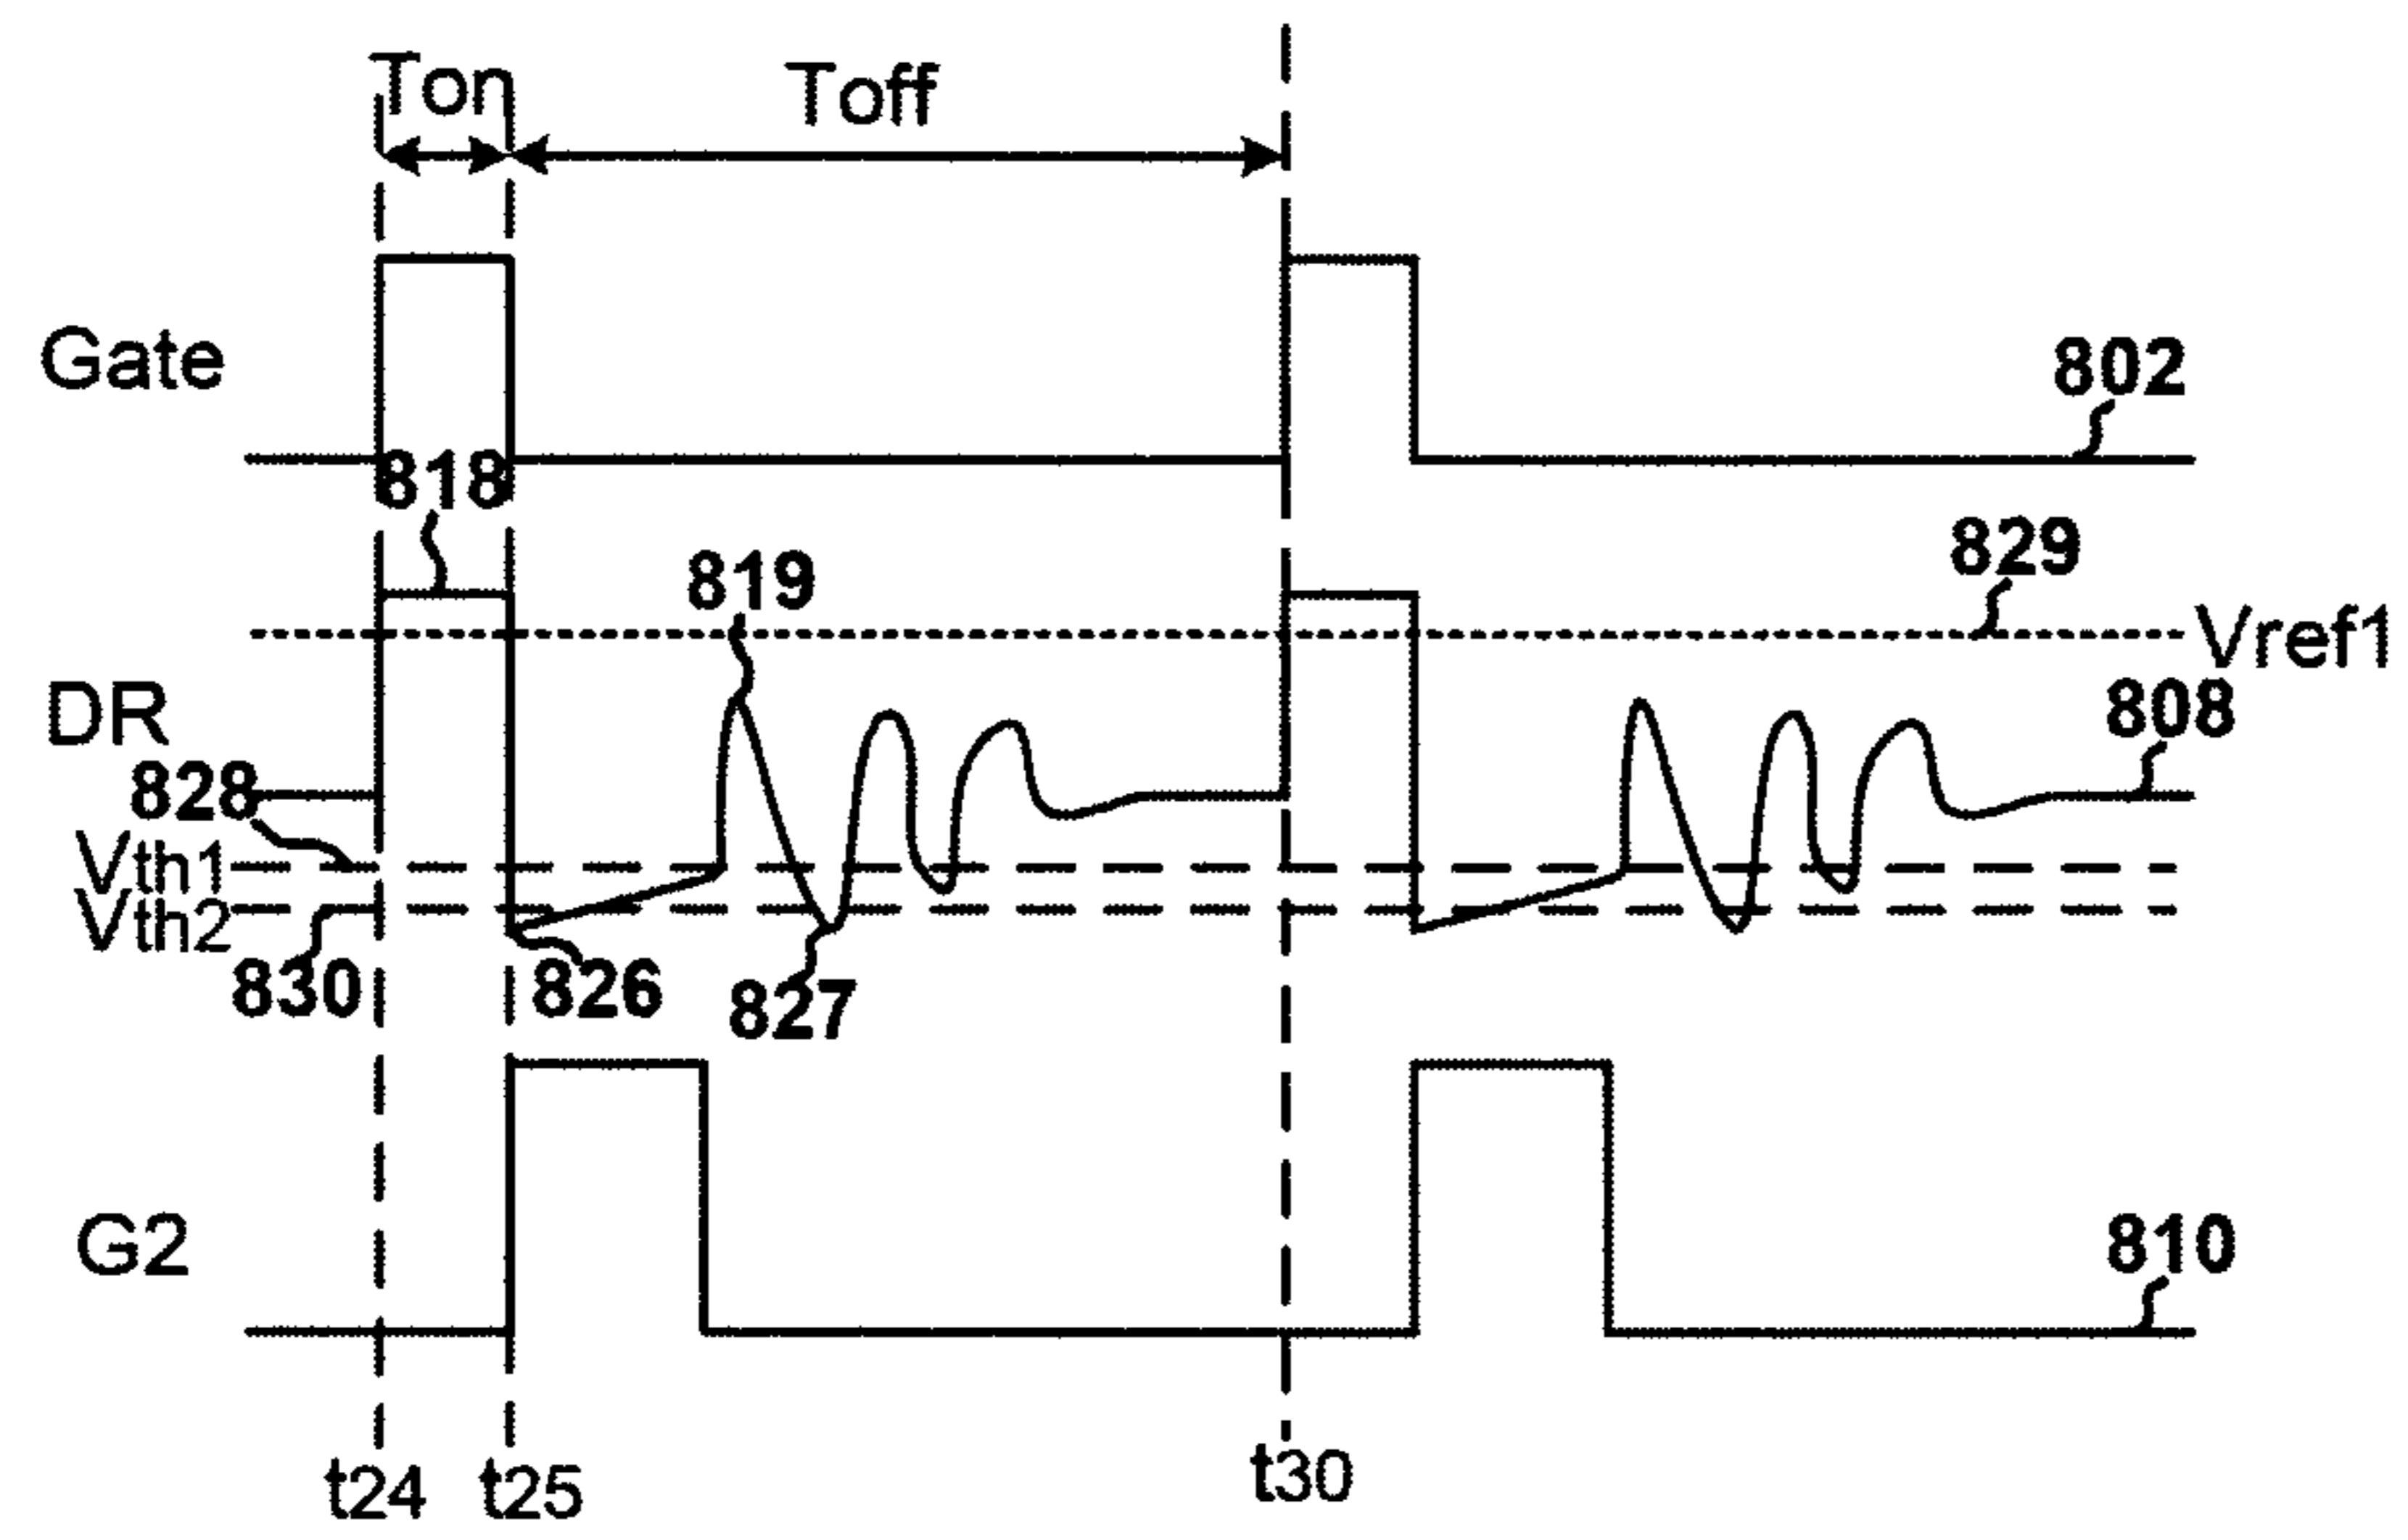 Ton
Toff
Gate
802
818
829
819
Vref1
DR
808
828
Vth1
Vth2
830
826
827
G2
810
t24
t25
t30